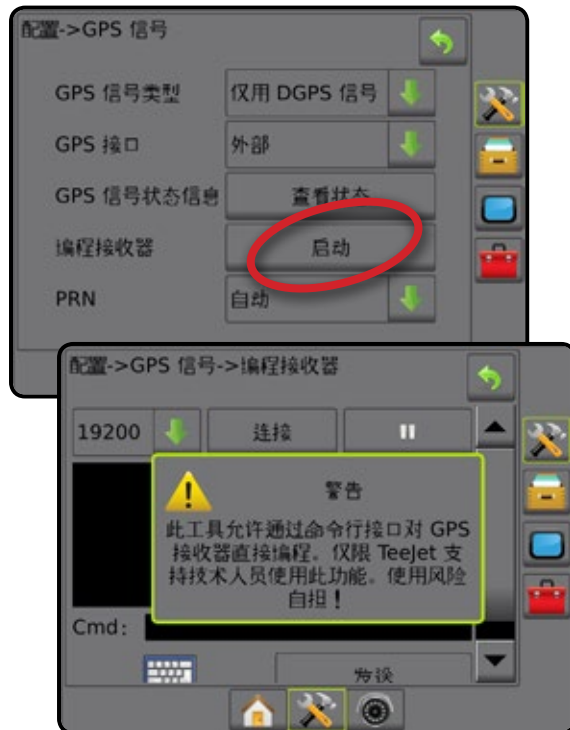 配置->GPS 信号
GPS 信号类型
仅用 DGPS 信号
GPS 接口
外部
GPS 信号状态信息
查看状态
编程接收器
启动
PRN
自动
配置->GPS 信号->编程接收器
19200
连接
警告
此工具允许通过命令行接口对 GPS
接收器直接编程。仅限 TeeJet 支
持技术人员使用此功能。使用风险
自担！
Cmd:
发送